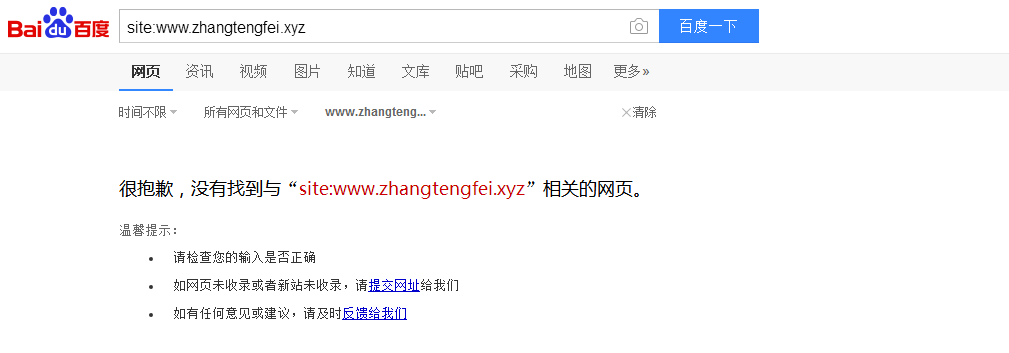 Bai du 百度 site:www.zhangtengfei.xyz 百度一下
网页 资讯 视频 图片 知道 文库 贴吧 采购 地图 更多»
时间不限 所有网页和文件 www.zhangteng... ×清除
很抱歉，没有找到与“site:www.zhangtengfei.xyz”相关的网页。
温馨提示：
• 请检查您的输入是否正确
• 如网页未收录或者新站未收录，请提交网址给我们
• 如有任何意见或建议，请及时反馈给我们